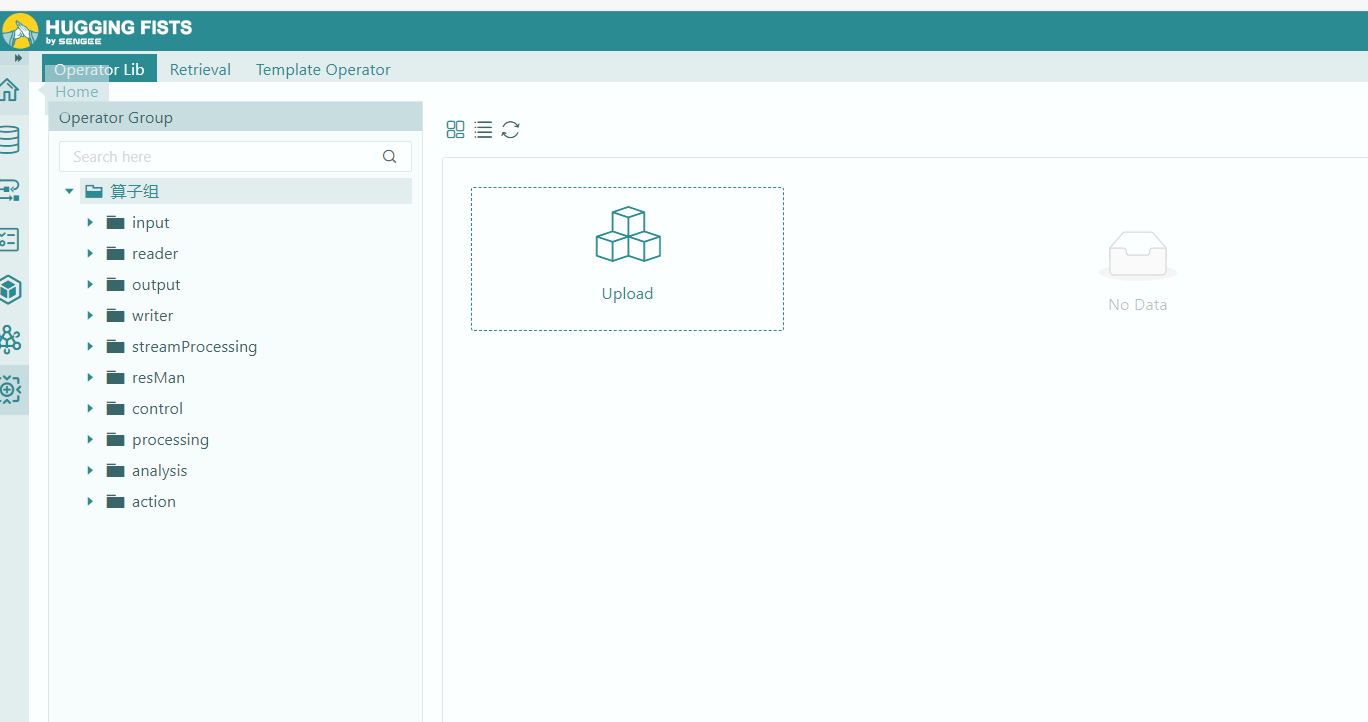 HUGGING FISTS
by SENGEE
Operator Lib
Retrieval
Template Operator
Home
Operator Group
Search here
算子组
input
reader
output
writer
streamProcessing
resMan
control
processing
analysis
action
Upload
No Data